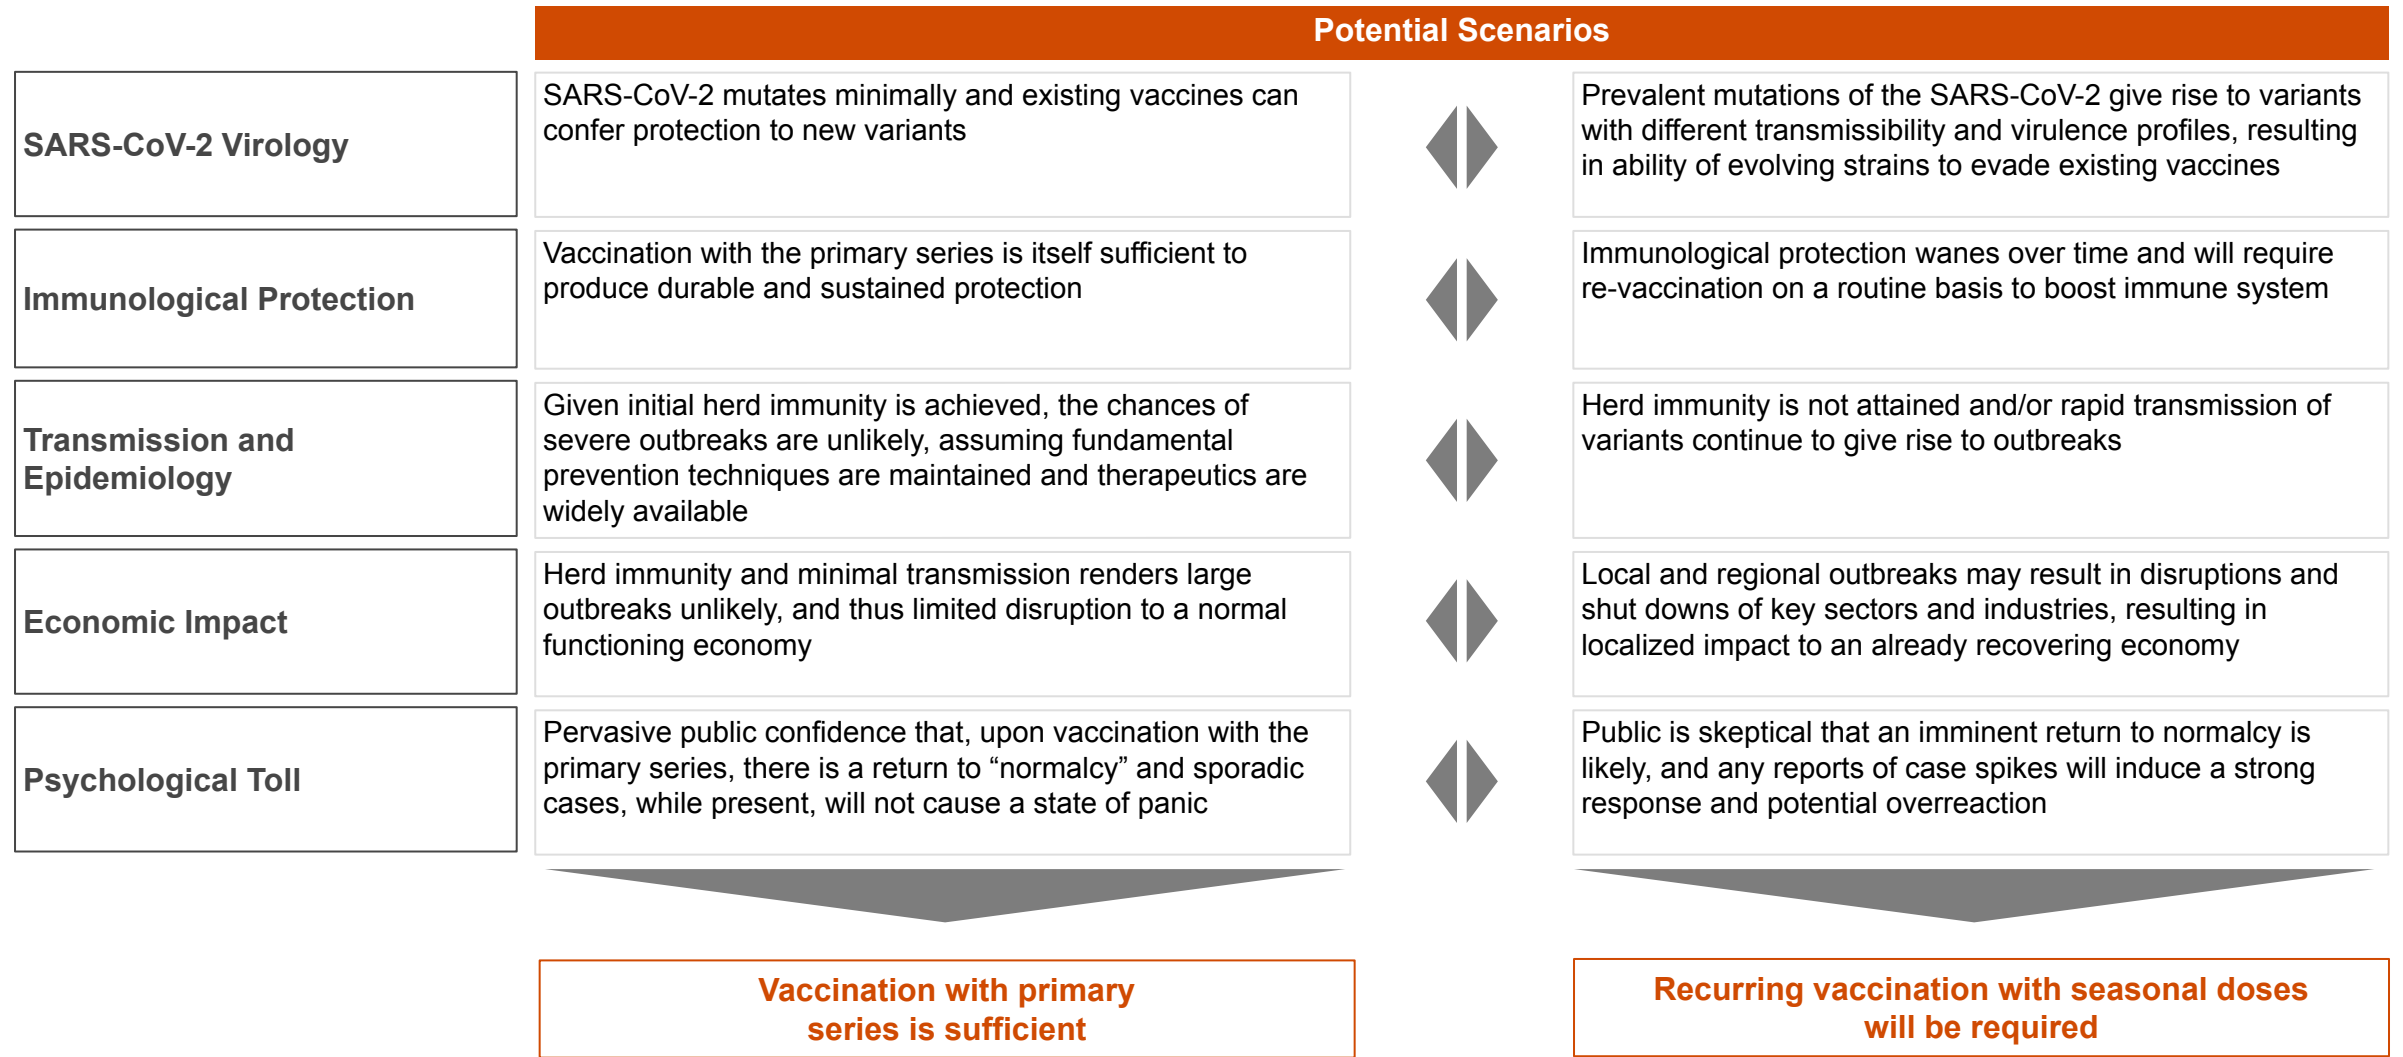 Potential Scenarios
SARS-CoV-2 Virology
SARS-CoV-2 mutates minimally and existing vaccines can
confer protection to new variants
Prevalent mutations of the SARS-CoV-2 give rise to variants
with different transmissibility and virulence profiles, resulting
in ability of evolving strains to evade existing vaccines
Immunological Protection
Vaccination with the primary series is itself sufficient to
produce durable and sustained protection
Immunological protection wanes over time and will require
re-vaccination on a routine basis to boost immune system
Transmission and
Epidemiology
Given initial herd immunity is achieved, the chances of
severe outbreaks are unlikely, assuming fundamental
prevention techniques are maintained and therapeutics are
widely available
Herd immunity is not attained and/or rapid transmission of
variants continue to give rise to outbreaks
Economic Impact
Herd immunity and minimal transmission renders large
outbreaks unlikely, and thus limited disruption to a normal
functioning economy
Local and regional outbreaks may result in disruptions and
shut downs of key sectors and industries, resulting in
localized impact to an already recovering economy
Psychological Toll
Pervasive public confidence that, upon vaccination with the
primary series, there is a return to “normalcy” and sporadic
cases, while present, will not cause a state of panic
Public is skeptical that an imminent return to normalcy is
likely, and any reports of case spikes will induce a strong
response and potential overreaction
Vaccination with primary
series is sufficient
Recurring vaccination with seasonal doses
will be required